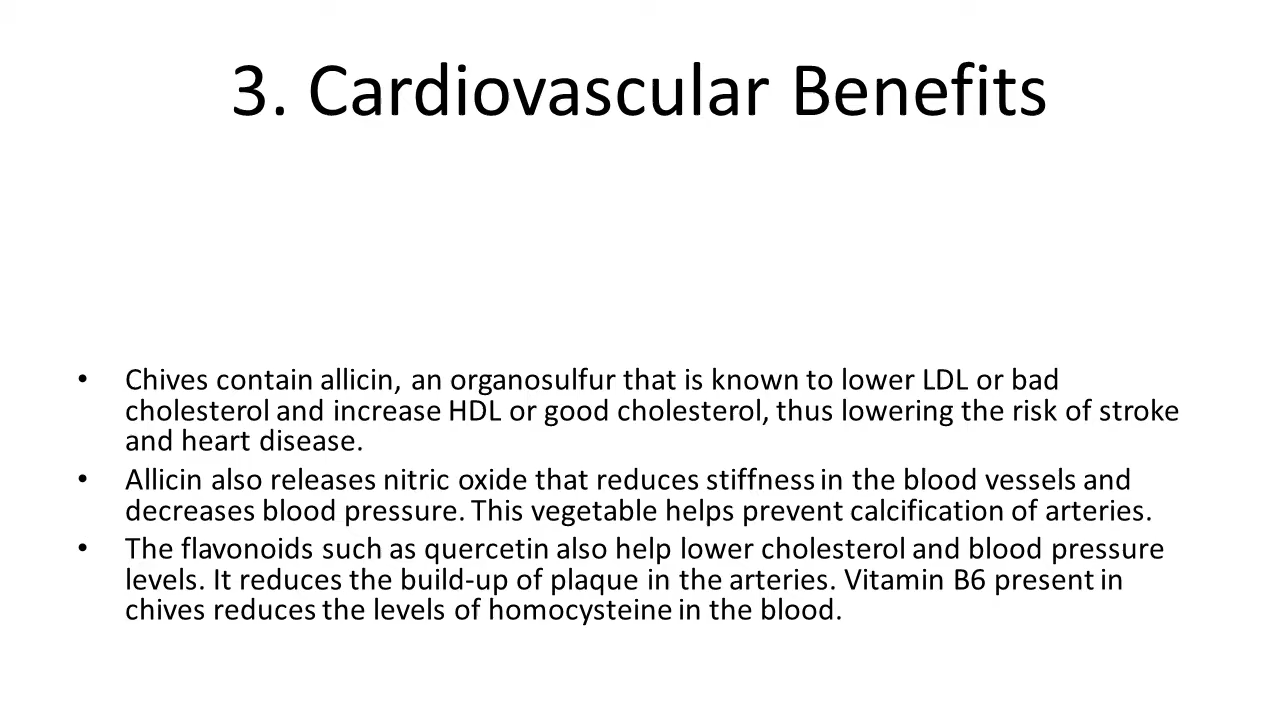 3. Cardiovascular Benefits
• Chives contain allicin, an organosulfur that is known to lower LDL or bad
cholesterol and increase HDL or good cholesterol, thus lowering the risk of stroke
and heart disease.
• Allicin also releases nitric oxide that reduces stiffness in the blood vessels and
decreases blood pressure. This vegetable helps prevent calcification of arteries.
• The flavonoids such as quercetin also help lower cholesterol and blood pressure
levels. It reduces the build-up of plaque in the arteries. Vitamin B6 present in
chives reduces the levels of homocysteine in the blood.